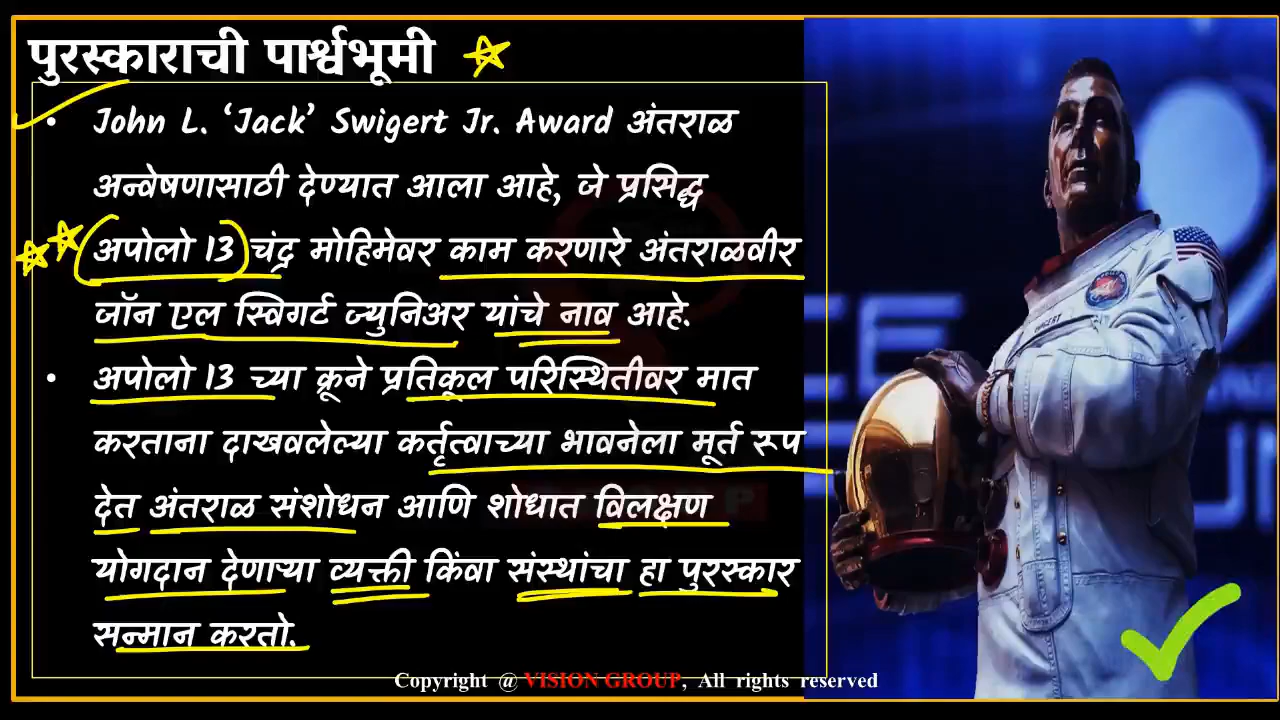 पुरस्काराची पार्श्वभूमी
• John L. ‘Jack’ Swigert Jr. Award अंतराळ
अन्वेषणासाठी देण्यात आला आहे, जे प्रसिद्ध
अपोलो 13 चंद्र मोहिमेवर काम करणारे अंतराळवीर
जॉन एल स्विगर्ट ज्युनिअर यांचे नाव आहे.
• अपोलो 13 च्या क्रूने प्रतिकूल परिस्थितीवर मात
करताना दाखवलेल्या कर्तृत्वाच्या भावनेला मूर्त रूप
देत अंतराळ संशोधन आणि शोधात विलक्षण
योगदान देणाऱ्या व्यक्ती किंवा संस्थांचा हा पुरस्कार
सन्मान करतो.
Copyright @ VISION GROUP, All rights reserved